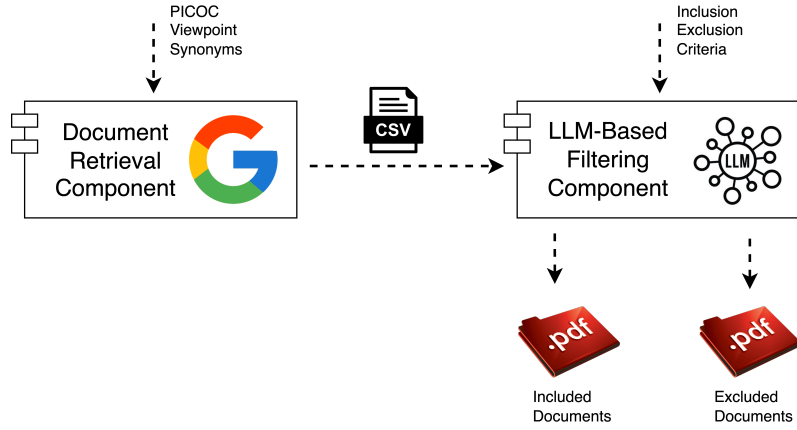 PICOC
Viewpoint
Synonyms
Inclusion
Exclusion
Criteria
Document
Retrieval
Component
CSV
LLM-Based
Filtering
Component
LLM
.pdf
.pdf
Included
Documents
Excluded
Documents